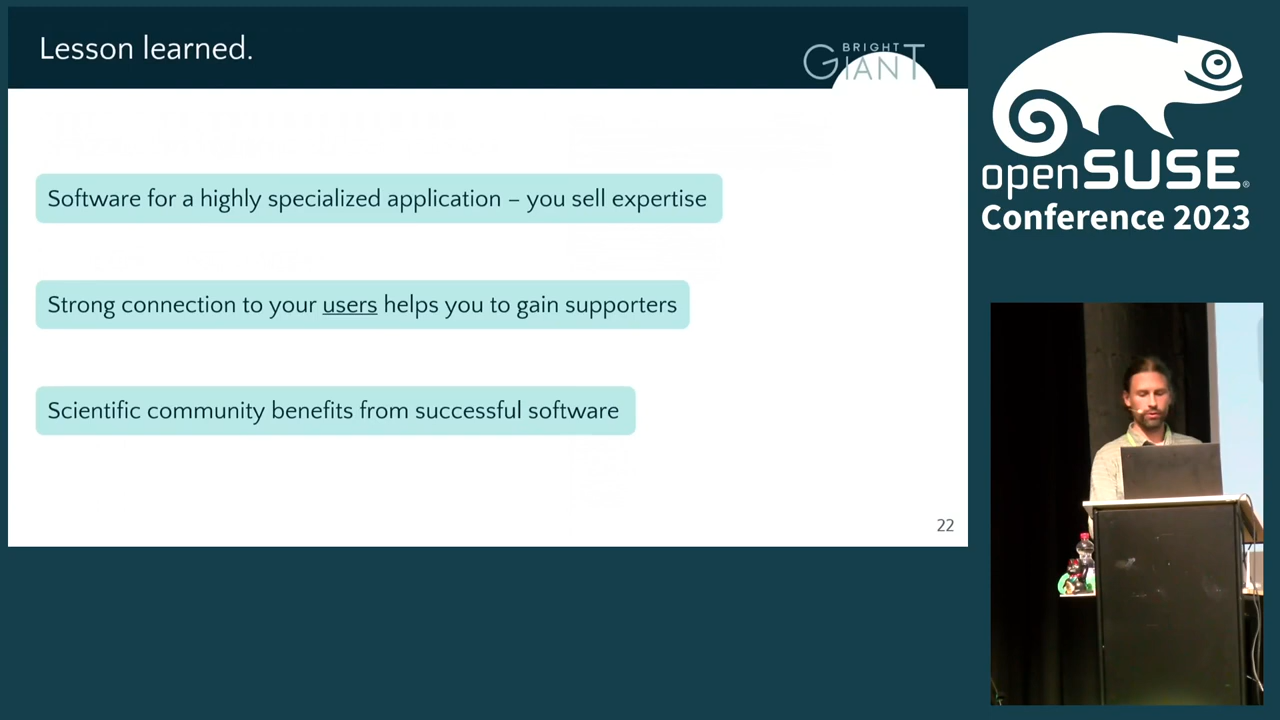 Lesson learned.
BRIGHT
GIANT
Software for a highly specialized application – you sell expertise
Strong connection to your users helps you to gain supporters
Scientific community benefits from successful software
22
openSUSE®
Conference 2023